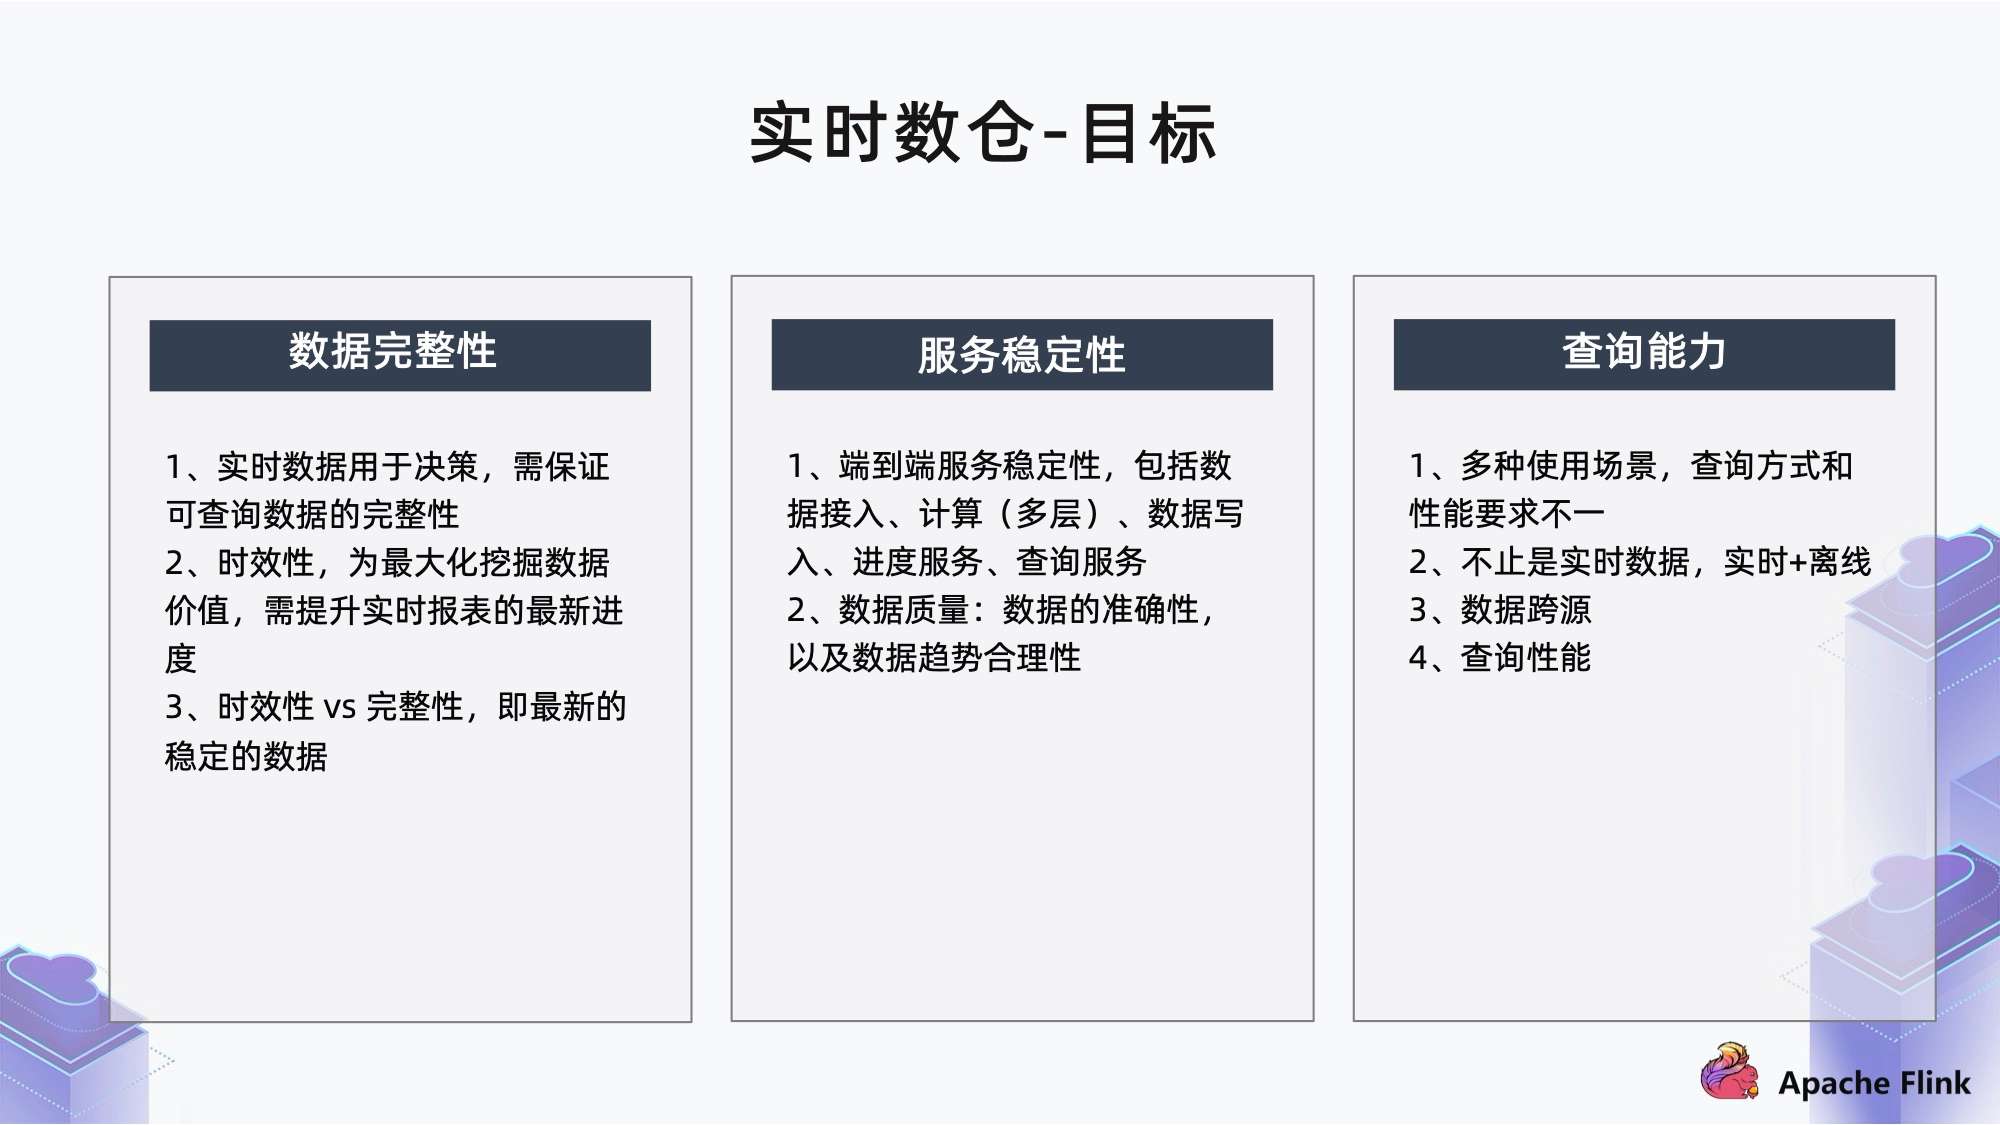 实时数仓-目标
数据完整性
1、实时数据用于决策，需保证
可查询数据的完整性
2、时效性，为最大化挖掘数据
价值，需提升实时报表的最新进
度
3、时效性 vs 完整性，即最新的
稳定的数据
服务稳定性
1、端到端服务稳定性，包括数
据接入、计算（多层）、数据写
入、进度服务、查询服务
2、数据质量：数据的准确性，
以及数据趋势合理性
查询能力
1、多种使用场景，查询方式和
性能要求不一
2、不止是实时数据，实时+离线
3、数据跨源
4、查询性能
Apache Flink